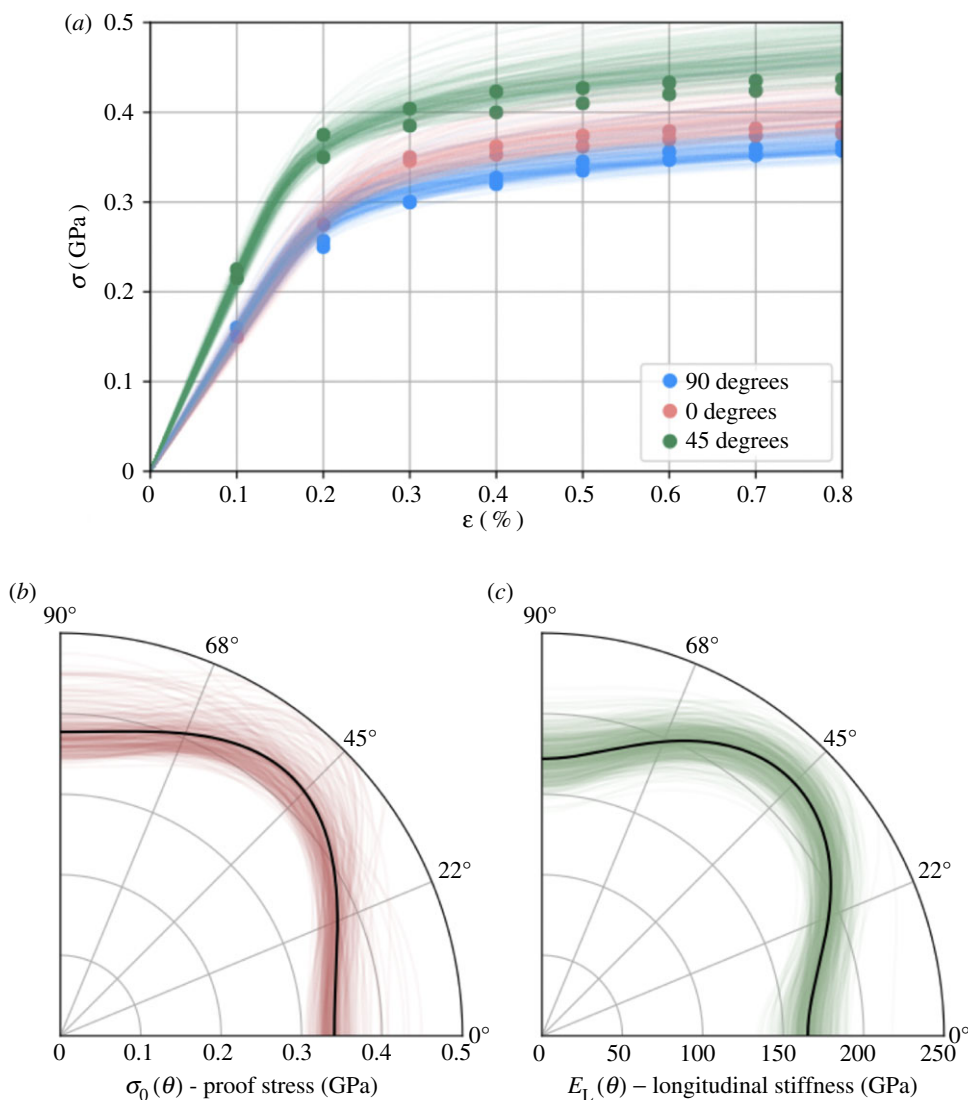 (a)
0.5
0.4
0.3
0.2
0.1
0
σ (GPa)
90 degrees
0 degrees
45 degrees
0 0.1 0.2 0.3 0.4 0.5 0.6 0.7 0.8
ε (%)
(b)
90°
68°
45°
22°
0°
0 0.1 0.2 0.3 0.4 0.5
σ₀(θ) - proof stress (GPa)
(c)
90°
68°
45°
22°
0°
0 50 100 150 200 250
E_L(θ) – longitudinal stiffness (GPa)